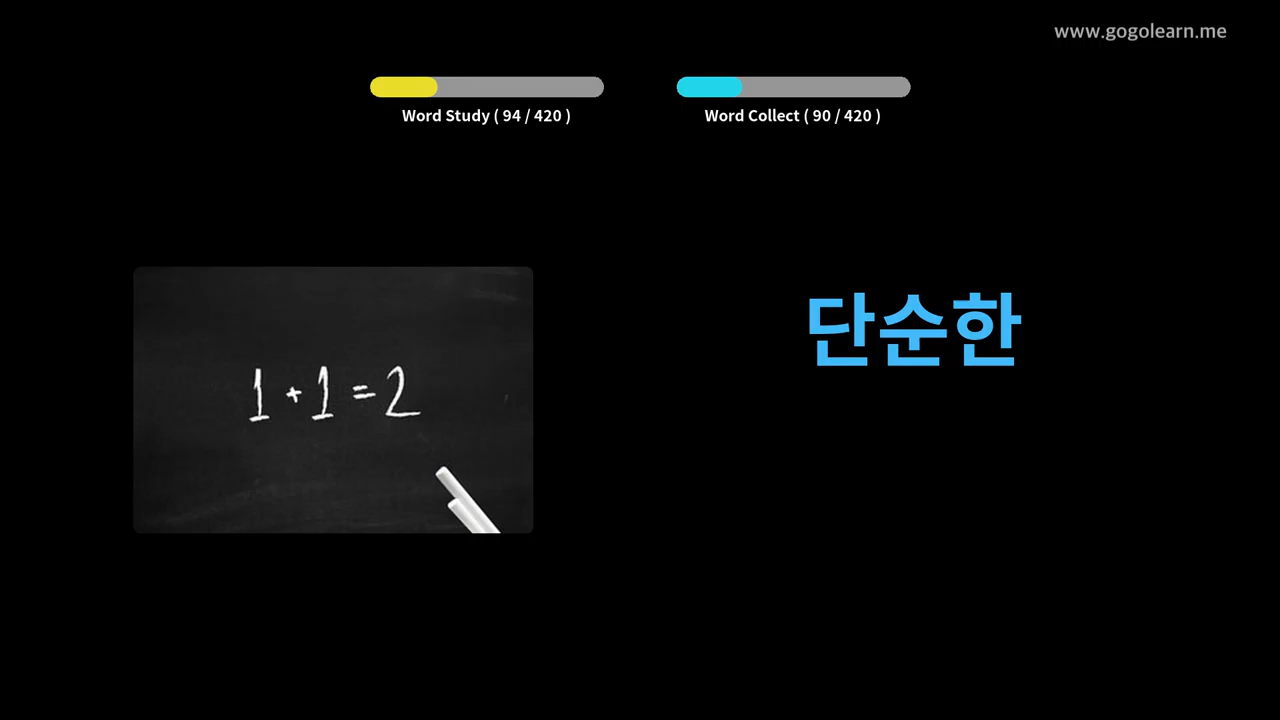 www.gogolearn.me
Word Study ( 94 / 420 )
Word Collect ( 90 / 420 )
1 + 1 = 2
단순한